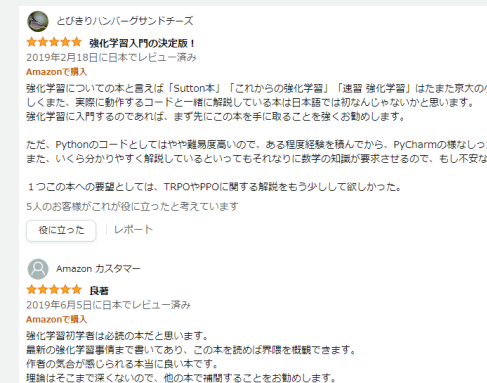 とびきりハンバーグサンドチーズ
強化学習入門の決定版！
2019年2月18日に日本でレビュー済み
Amazonで購入
強化学習についての本と言えば「Sutton本」「これからの強化学習」「速習 強化学習」はたまた京大の
しくまた、実際に動作するコードと一緒に解説している本は日本語では初なんじゃないかと思います。
強化学習に入門するのであれば、まず先にこの本を手に取ることを強くお勧めします。
ただ、Pythonのコードとしてはやや難易度高いので、ある程度経験を積んでから、PyCharmの様なしっ
また、いくら分かりやすく解説しているといってもそれなりに数学の知識が要求させるので、もし不安な
１つこの本への要望としては、TRPOやPPOに関する解説をもう少しして欲しかった。
5人のお客様がこれが役に立ったと考えています
役に立った
レポート
Amazon カスタマー
良著
2019年6月5日に日本でレビュー済み
Amazonで購入
強化学習初学者は必読の本だと思います。
最新の強化学習事情まで書いてあり、この本を読めば界隈を概観できます。
作者の気合が感じられる本当に良い本です。
理論はそこまで深くないので、他の本で補間することをお勧めします。